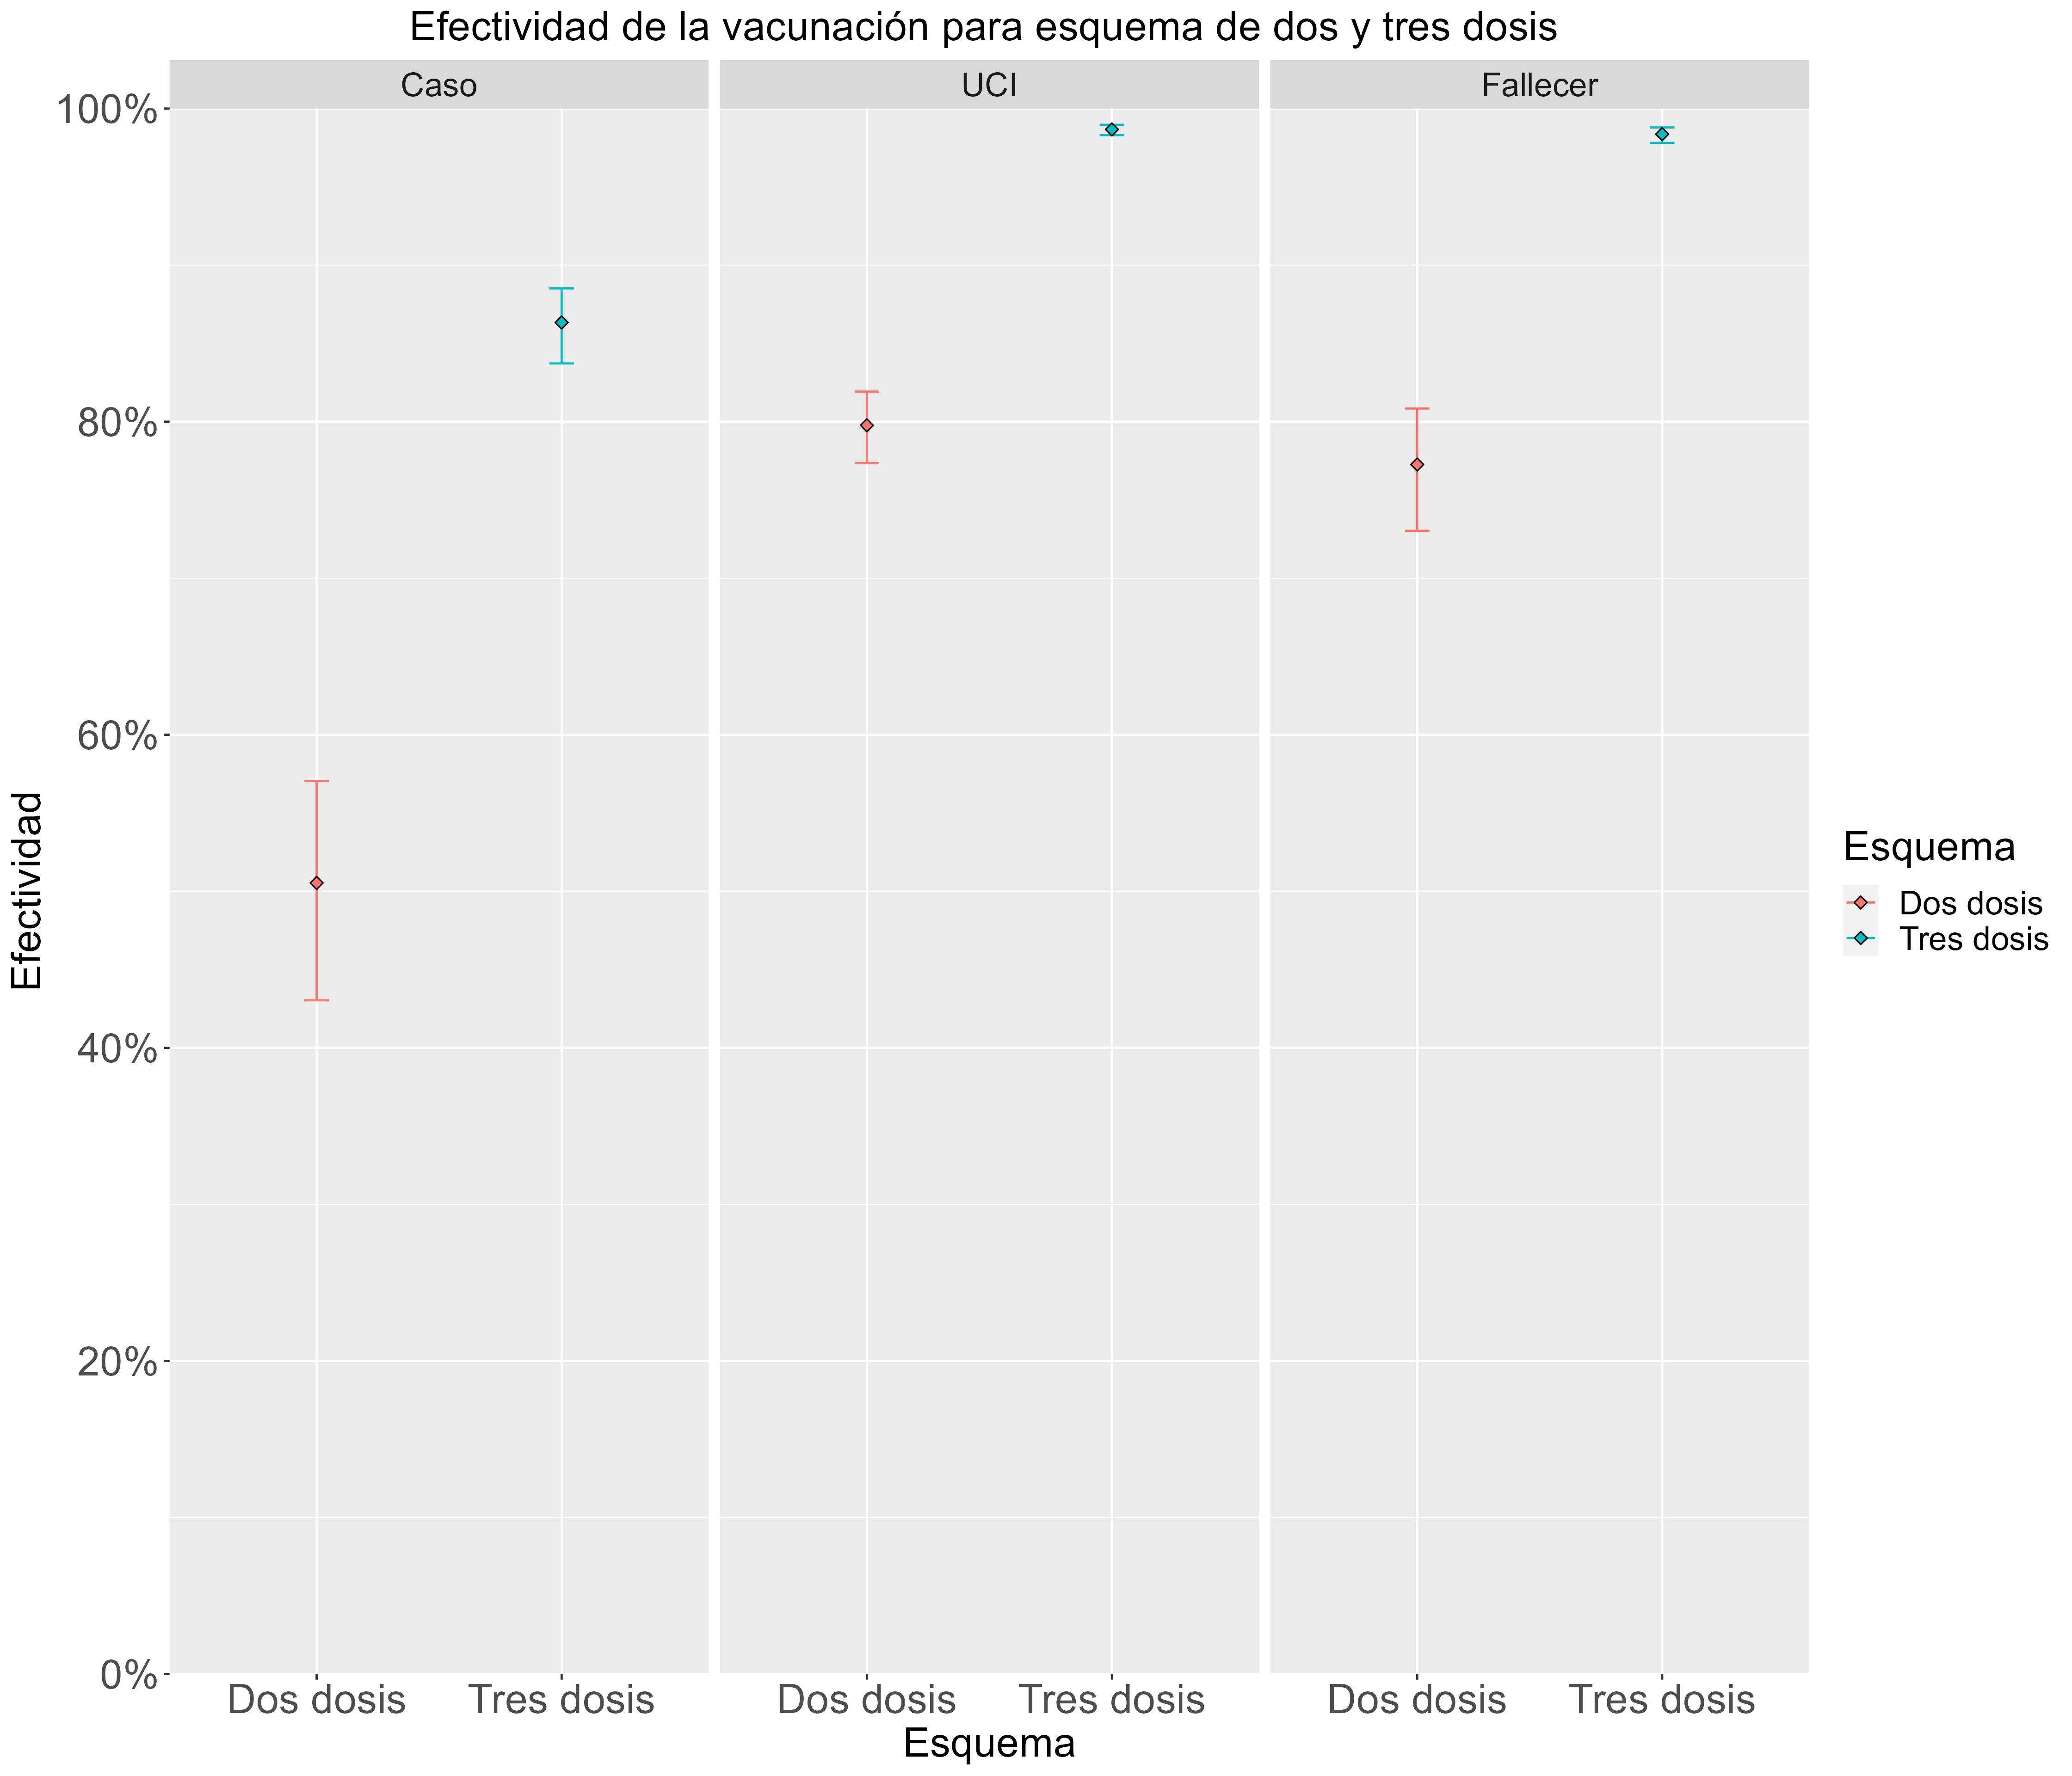 Efectividad de la vacunación para esquema de dos y tres dosis
Caso
UCI
Fallecer
100%
80%
60%
40%
20%
0%
Efectividad
Dos dosis
Tres dosis
Dos dosis
Tres dosis
Dos dosis
Tres dosis
Esquema
Esquema
Dos dosis
Tres dosis